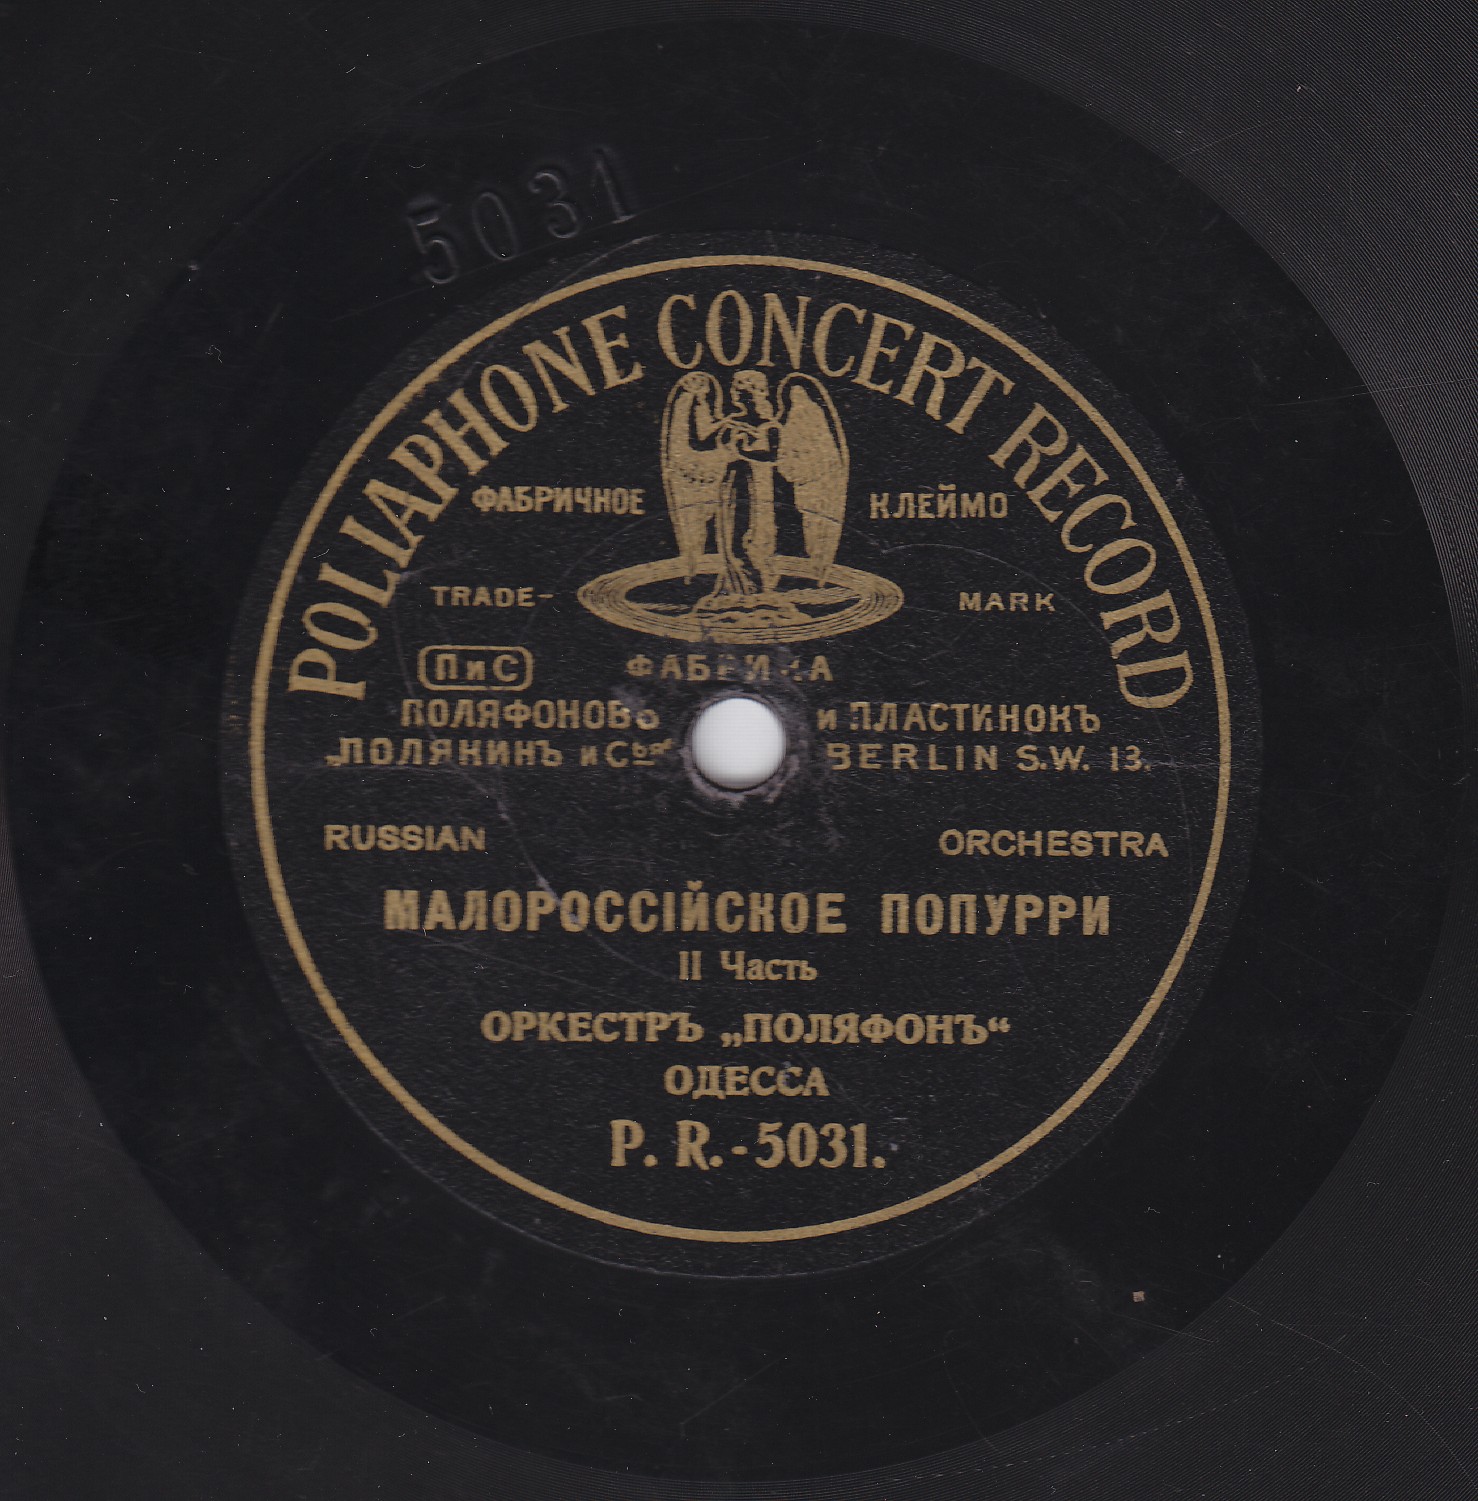 5031
POLIAPHONE CONCERT RECORD
ФАБРИЧНОЕ КЛЕЙМО
TRADE- MARK
ПиС ФАБРИКА
ПОЛЯФОНОВЪ и ПЛАСТИНОКЪ
„ПОЛЯКИНЪ и Сья BERLIN S.W. 13.
RUSSIAN ORCHESTRA
МАЛОРОССІЙСКОЕ ПОПУРРИ
II Часть
ОРКЕСТРЪ „ПОЛЯФОНЪ“
ОДЕССА
P. R.-5031.